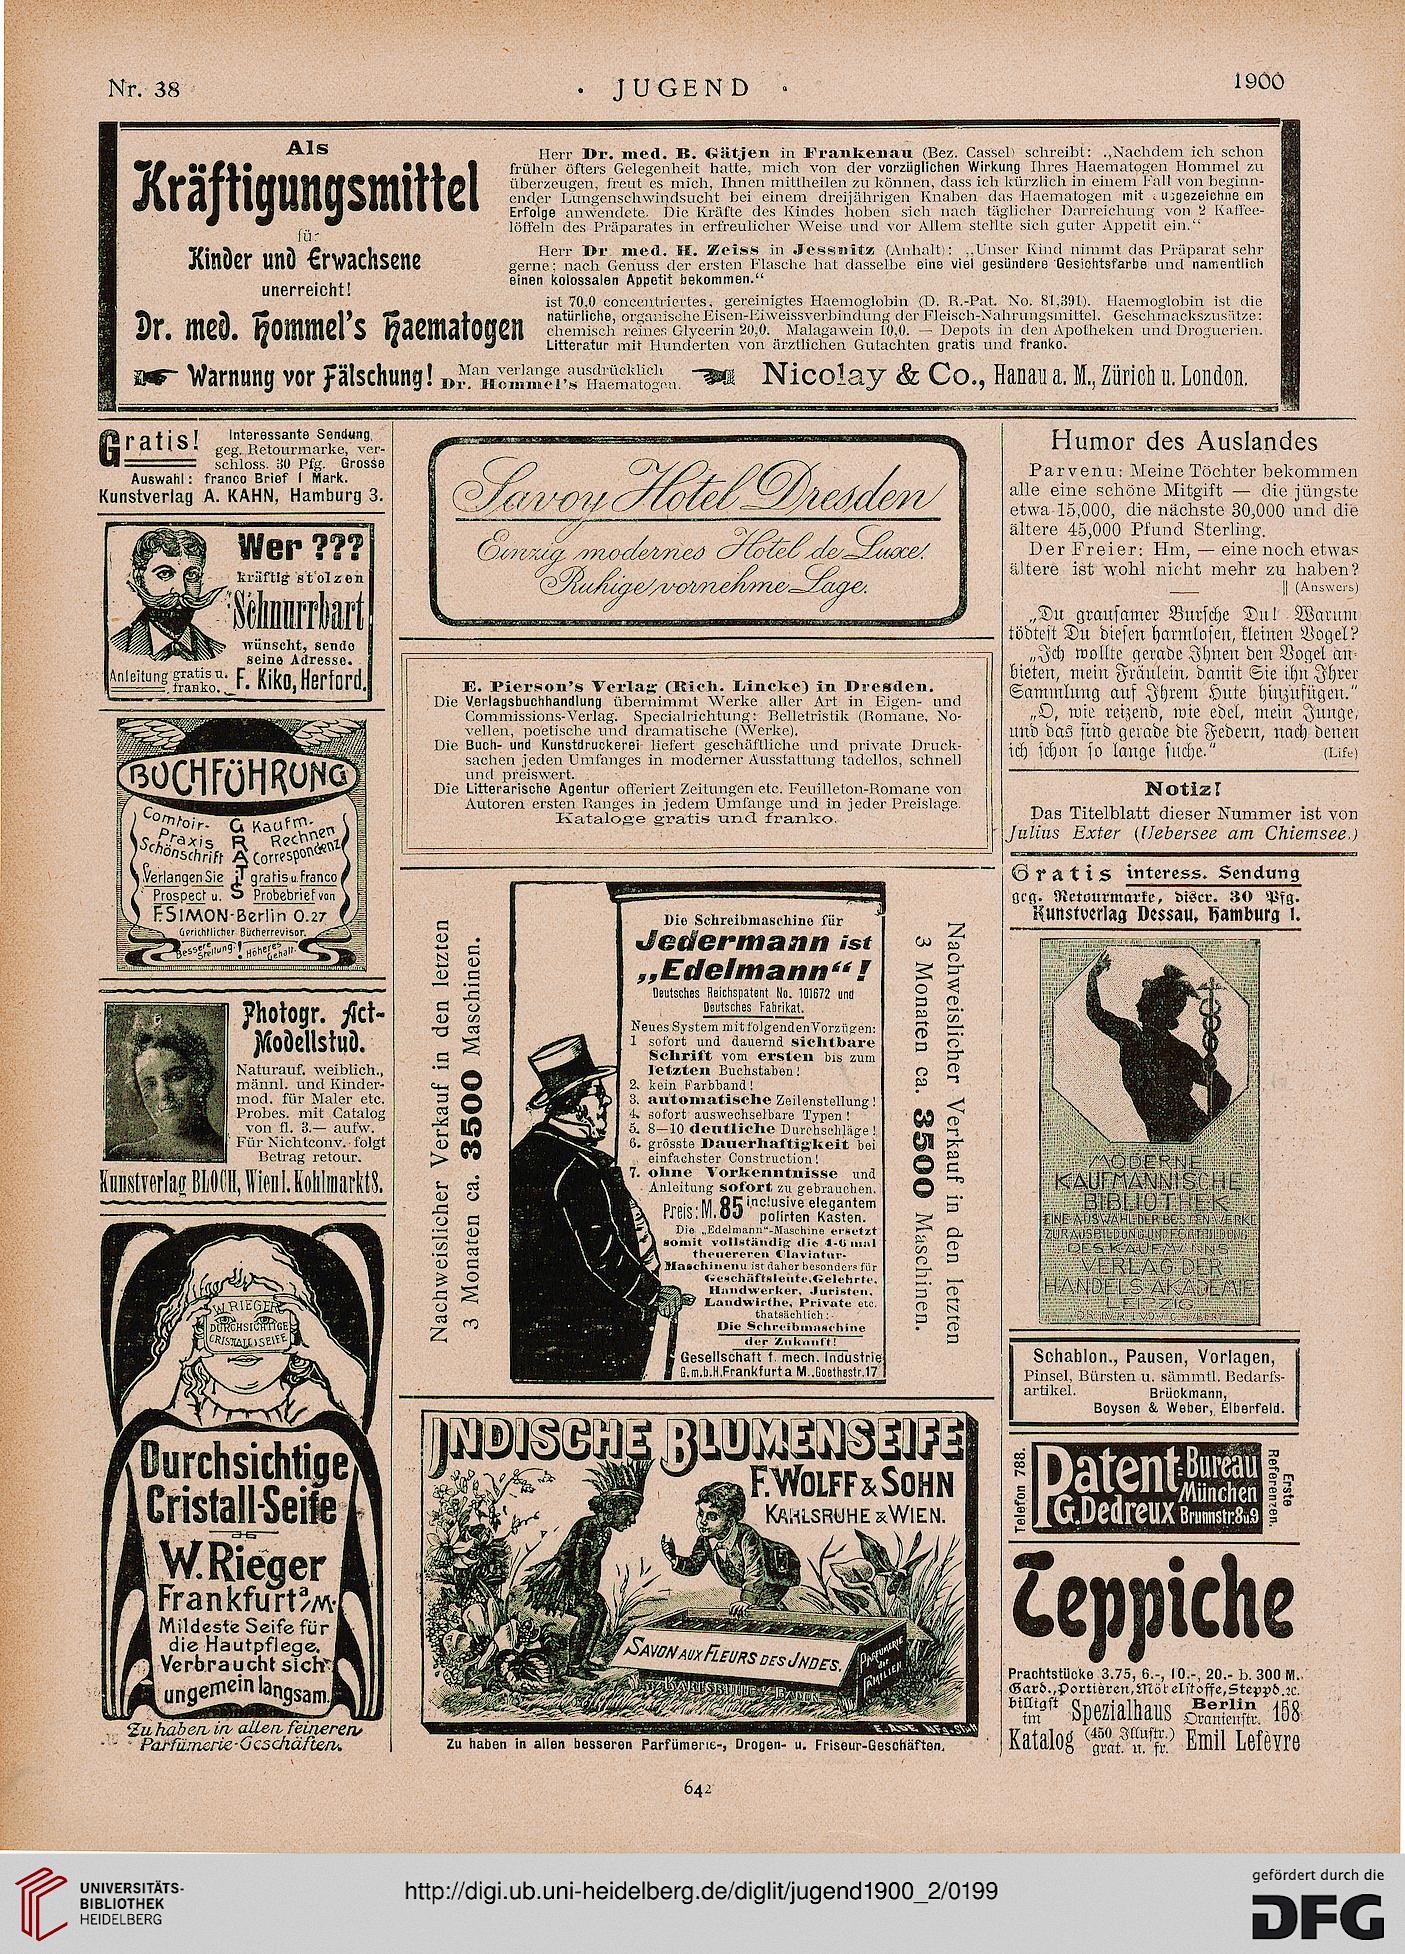 Nr. 38
· JUGEND ·
1900
Als
Kräftigungsmittel
für
Kinder und Erwachsene
unerreicht!
Dr. med. Hommel's Haematogen
Herr Dr. med. B. Gätjen in Frankenau (Bez. Cassel) schreibt: „Nachdem ich schon
früher öfters Gelegenheit hatte, mich von der vorzüglichen Wirkung Ihres Haematogen Hommel zu
überzeugen, freut es mich, Ihnen mittheilen zu können, dass ich kürzlich in einem Fall von beginn-
ender Lungenschwindsucht bei einem dreijährigen Knaben das Haematogen mit ausgezeichnetem
Erfolge anwendete. Die Kräfte des Kindes hoben sich nach täglicher Darreichung von 2 Kaffee-
löffeln des Präparates in erfreulicher Weise und vor Allem stellte sich guter Appetit ein.“
Herr Dr med. H. Zeiss in Jessnitz (Anhalt): „Unser Kind nimmt das Präparat sehr
gerne; nach Genuss der ersten Flasche hat dasselbe eine viel gesündere Gesichtsfarbe und namentlich
einen kolossalen Appetit bekommen.“
ist 70,0 concentriertes, gereinigtes Haemoglobin (D. R.-Pat. No. 81,391). Haemoglobin ist die
natürliche, organische Eisen-Eiweissverbindung der Fleisch-Nahrungsmittel. Geschmackszusätze:
chemisch reines Glycerin 20,0. Malagawein 10,0. — Depots in den Apotheken und Droguerien.
Litteratur mit Hunderten von ärztlichen Gutachten gratis und franko.
Warnung vor Fälschung! Man verlange ausdrücklich
Dr. Hommel's Haematogen.
Nicolay & Co., Hanau a. M., Zürich u. London.
Gratis! Interessante Sendung
geg. Retourmarke, ver-
schloss. 30 Pfg. Grosse
Auswahl: franco Brief 1 Mark.
Kunstverlag A. KAHN, Hamburg 3.
Wer ???
kräftig stolzen
Schnurrbart
wünscht, sende
seine Adresse.
Anleitung gratis u. franko. F. Kiko, Herford.
BUCHFÜHRUNG
Comtoir-
Praxis
Schönschrift
GRATIS
Kaufm.
Rechnen
Correspondenz
Verlangen Sie gratis u. franco
Prospect u. Probebrief von
F. SIMON-Berlin O.27
Gerichtlicher Bücherrevisor.
Bessere Stellung! Höheres Gehalt.
Photogr. Act-
Modellstud.
Naturauf. weiblich.,
männl. und Kinder-
mod. für Maler etc.
Probes. mit Catalog
von fl. 3.— aufw.
Für Nichtconv. folgt
Betrag retour.
Kunstverlag BLOCH, Wien I. Kohlmarkt 8.
W. RIEGER
DURCHSICHTIGE
CRISTALL SEIFE
Durchsichtige
Cristall-Seife
W. Rieger
Frankfurt a/M.
Mildeste Seife für
die Hautpflege.
Verbraucht sich
ungemein langsam.
Zu haben in allen feineren
Parfümerie-Geschäften.
Savoy Hotel Dresden
Einzig modernes Hotel de Luxe!
Ruhige, vornehme Lage.
E. Pierson's Verlag (Rich. Lincke) in Dresden.
Die Verlagsbuchhandlung übernimmt Werke aller Art in Eigen- und
Commissions-Verlag. Specialrichtung: Belletristik (Romane, No-
vellen, poetische und dramatische Werke).
Die Buch- und Kunstdruckerei liefert geschäftliche und private Druck-
sachen jeden Umfanges in moderner Ausstattung tadellos, schnell
und preiswert.
Die Litterarische Agentur offeriert Zeitungen etc. Feuilleton-Romane von
Autoren ersten Ranges in jedem Umfange und in jeder Preislage.
Kataloge gratis und franko.
Nachweislicher Verkauf in den letzten
3 Monaten ca. 3500 Maschinen.
Die Schreibmaschine für
Jedermann ist
„Edelmann“!
Deutsches Reichspatent No. 101672 und
Deutsches Fabrikat.
Neues System mit folgenden Vorzügen:
1 sofort und dauernd sichtbare
Schrift vom ersten bis zum
letzten Buchstaben!
2. kein Farbband!
3. automatische Zeilenstellung!
4. sofort auswechselbare Typen!
5. 8—10 deutliche Durchschläge!
6. grösste Dauerhaftigkeit bei
einfachster Construction!
7. ohne Vorkenntnisse und
Anleitung sofort zu gebrauchen.
Preis: M. 85 inclusive elegantem
polirten Kasten.
Die „Edelmann“-Maschine ersetzt
somit vollständig die 4-6 mal
theuereren Claviatur-
Maschinen u ist daher besonders für
Geschäftsleute, Gelehrte,
Handwerker, Juristen,
Landwirthe, Private etc.
thatsächlich:
Die Schreibmaschine
der Zukunft!
Gesellschaft f. mech. Industrie
G.m.b.H. Frankfurt a M., Goethestr. 17
Nachweislicher Verkauf in den letzten
3 Monaten ca. 3500 Maschinen.
INDISCHE BLUMENSEIFE
F. WOLFF & SOHN
KARLSRUHE & WIEN.
SAVON AUX FLEURS DES INDES.
KARLSRUHE BADEN
PARFUMERIE
E. ADE
Zu haben in allen besseren Parfümerie-, Drogen- u. Friseur-Geschäften.
Humor des Auslandes
Parvenu: Meine Töchter bekommen
alle eine schöne Mitgift — die jüngste
etwa 15,000, die nächste 30,000 und die
ältere 45,000 Pfund Sterling.
Der Freier: Hm, — eine noch etwas
ältere ist wohl nicht mehr zu haben?
(Answers)
„Du grausamer Bursche Du! Warum
tödtest Du diesen harmlosen, kleinen Vogel?
„Ich wollte gerade Ihnen den Vogel an-
bieten, mein Fräulein, damit Sie ihn Ihrer
Sammlung auf Ihrem Hute hinzufügen.“
„O, wie reizend, wie edel, mein Junge,
und das sind gerade die Federn, nach denen
ich schon so lange suche.“ (Life)
Notiz!
Das Titelblatt dieser Nummer ist von
Julius Exter (Uebersee am Chiemsee.)
Gratis interess. Sendung
geg. Retourmarke, discr. 30 Pfg.
Kunstverlag Dessau, Hamburg 1.
MODERNE
KAUFMÄNNISCHE
BIBLIOTHEK
EINE AUSWAHL DER BESTEN WERKE
ZUR AUSBILDUNG UND FORTBILDUNG
DES KAUFMANNS
VERLAG DER
HANDELS-AKADEMIE
LEIPZIG
Schablon., Pausen, Vorlagen,
Pinsel, Bürsten u. sämmtl. Bedarfs-
artikel. Brückmann,
Boysen & Weber, Elberfeld.
Telefon 788.
Patent-Bureau
G. Dedreux München
Brunnstr. 8 u. 9
Erste
Referenzen.
Teppiche
Prachtstücke 3.75, 6.-, 10.-, 20.- b. 300 M.
Gard., Portièren, Möbelstoffe, Steppd. 2c.
billigst im Spezialhaus Berlin Oranienstr. 158
Katalog (450 Illustr.) grat. u. fr. Emil Lefèvre
642
UNIVERSITÄTS-
BIBLIOTHEK
HEIDELBERG
http://digi.ub.uni-heidelberg.de/diglit/jugend1900_2/0199
gefördert durch die
DFG